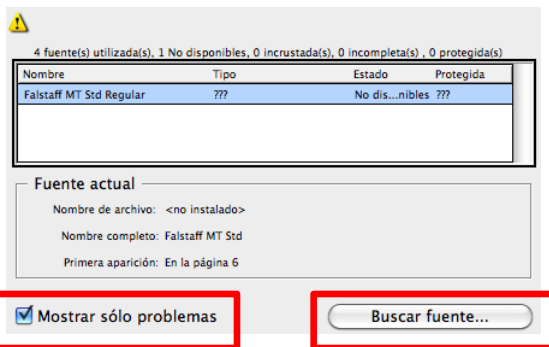 4 fuente(s) utilizada(s), 1 No disponibles, 0 incrustada(s), 0 incompleta(s) , 0 protegida(s)
Nombre Tipo Estado Protegida
Falstaff MT Std Regular ??? No dis...nibles ???
Fuente actual
Nombre de archivo: <no instalado>
Nombre completo: Falstaff MT Std
Primera aparición: En la página 6
Mostrar sólo problemas Buscar fuente...